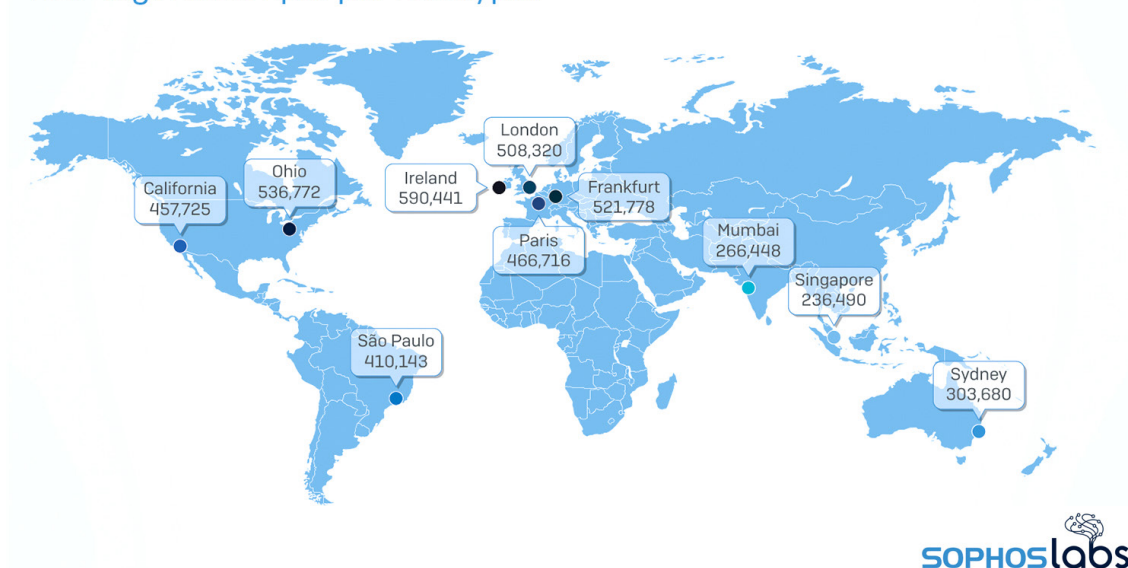 London
508,320
Ohio
536,772
Ireland
590,441
California
457,725
Frankfurt
521,778
Paris
466,716
Mumbai
266,448
Singapore
236,490
São Paulo
410,143
Sydney
303,680
SOPHOSlabs